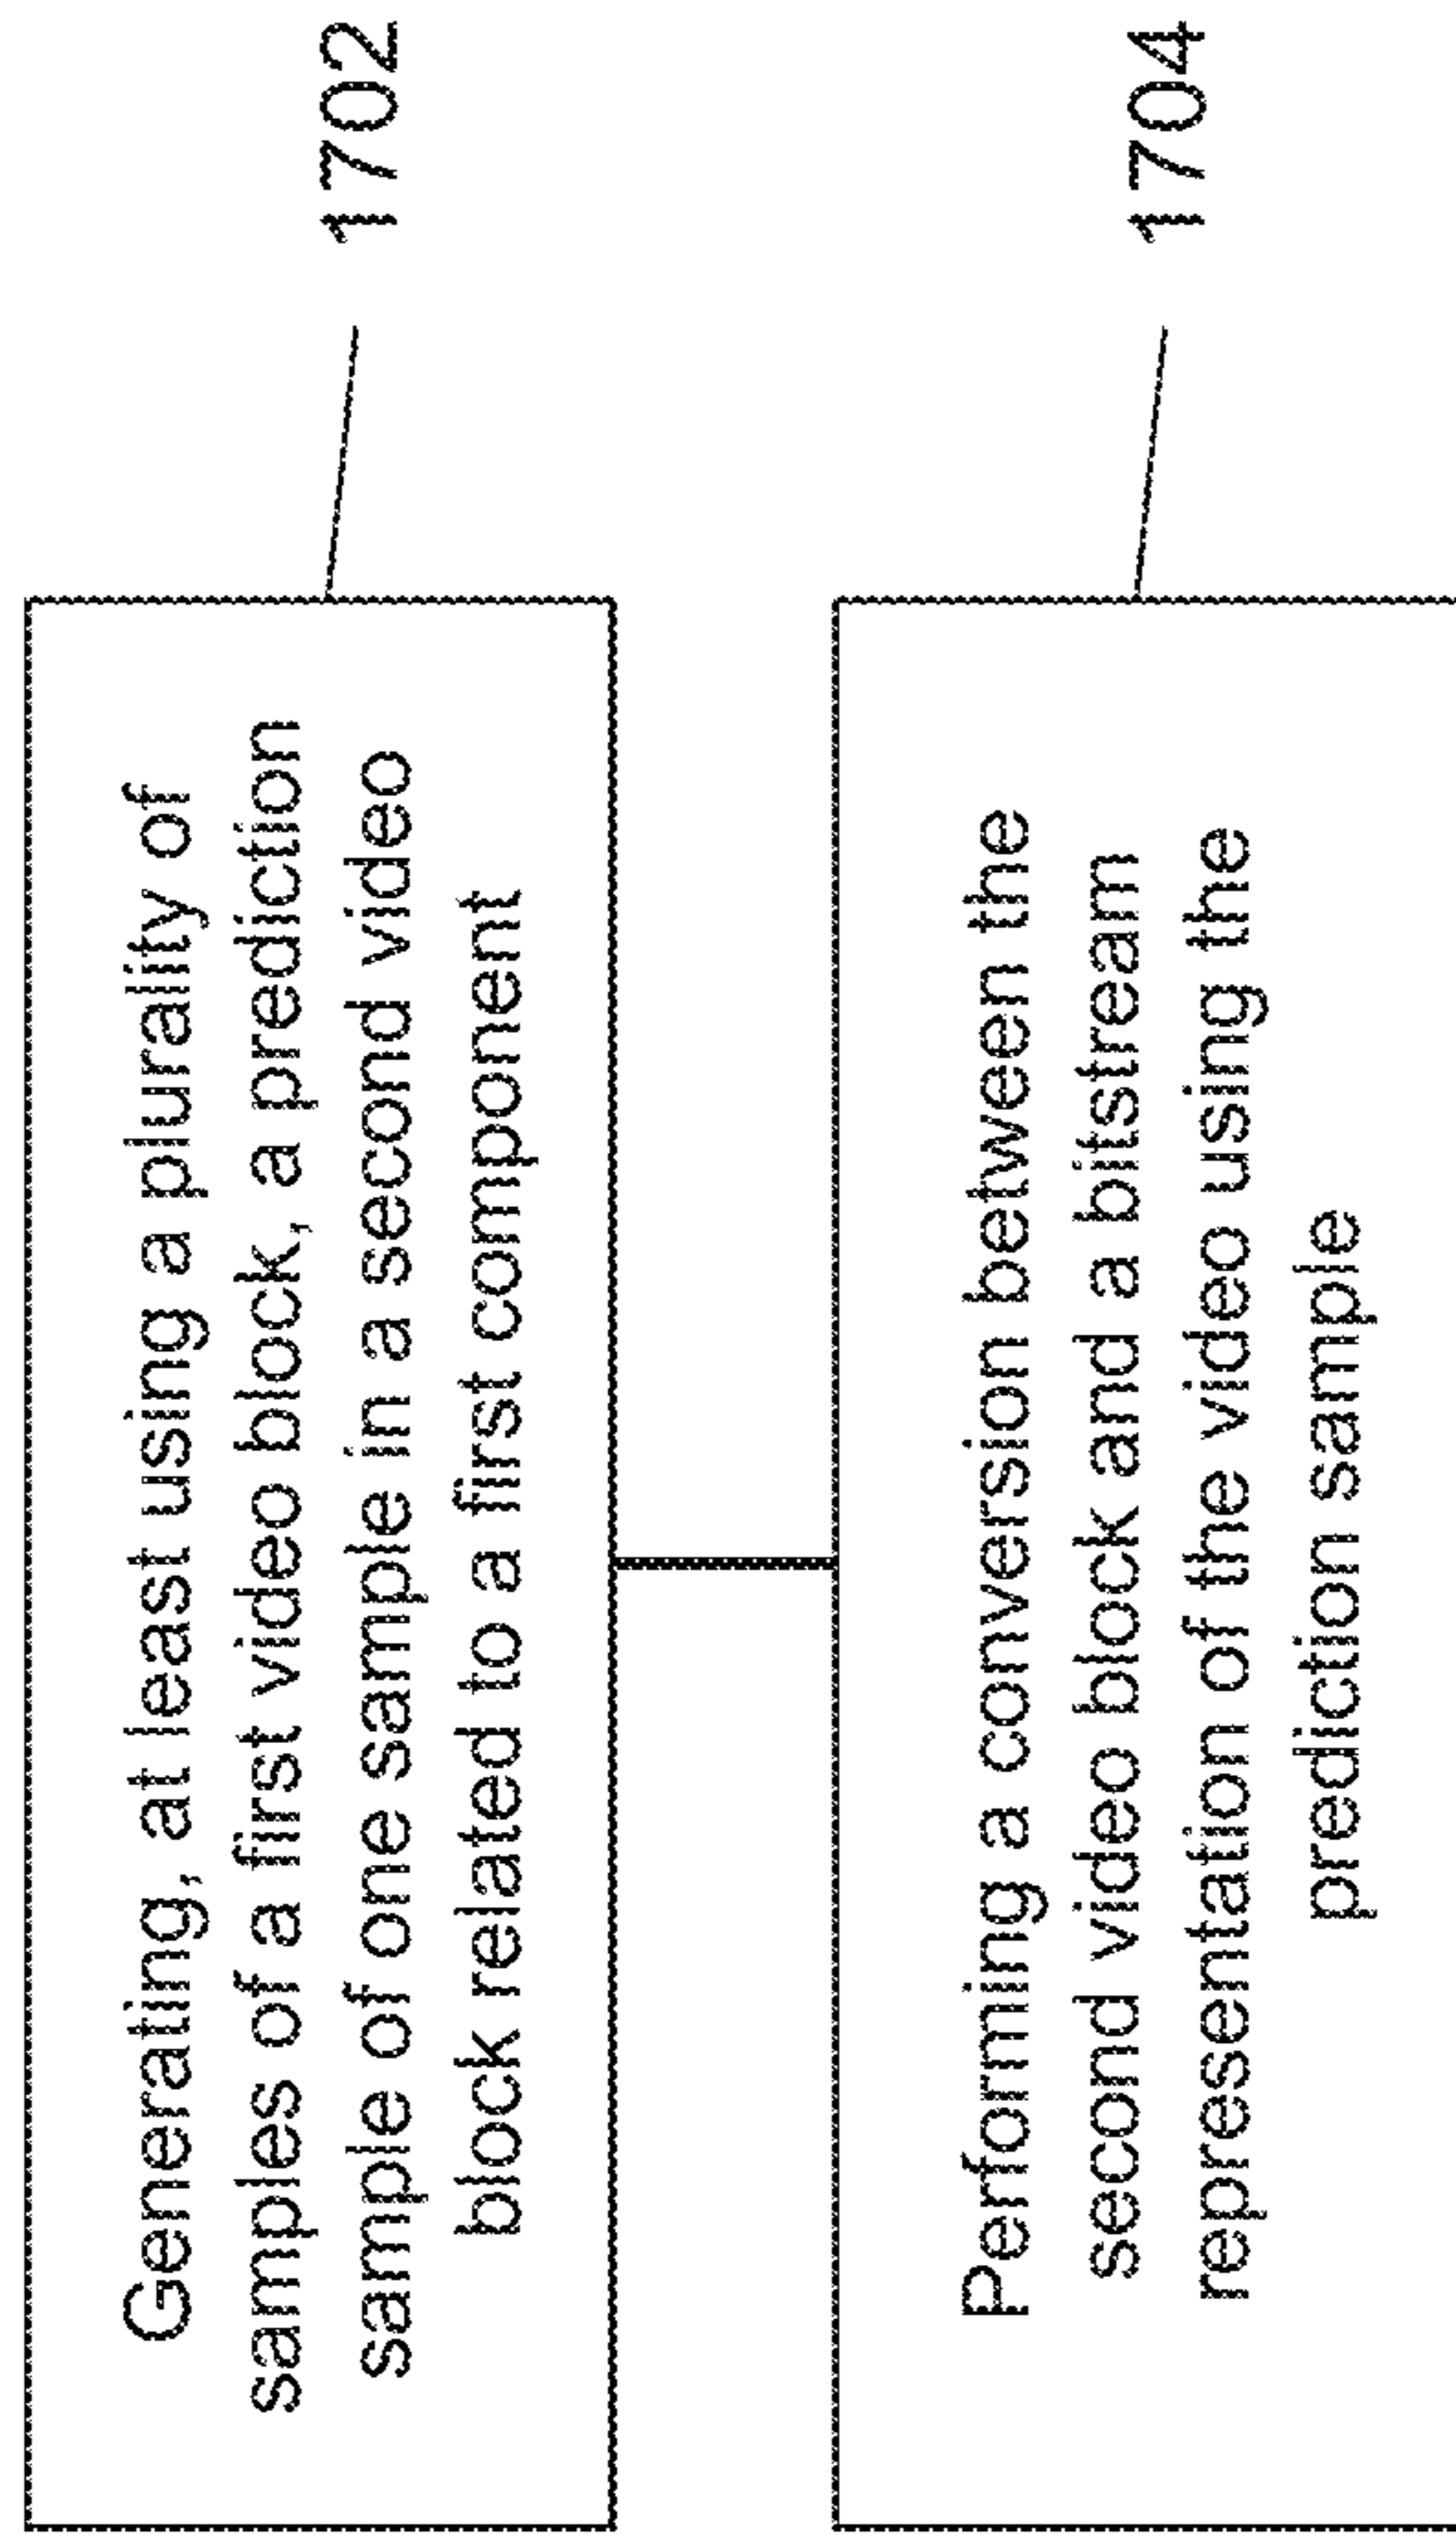 Generating, at least using a plurality of
samples of a first video block, a prediction
sample of one sample in a second video
block related to a first component
1702
Performing a conversion between the
second video block and a bitstream
representation of the video using the
prediction sample
1704